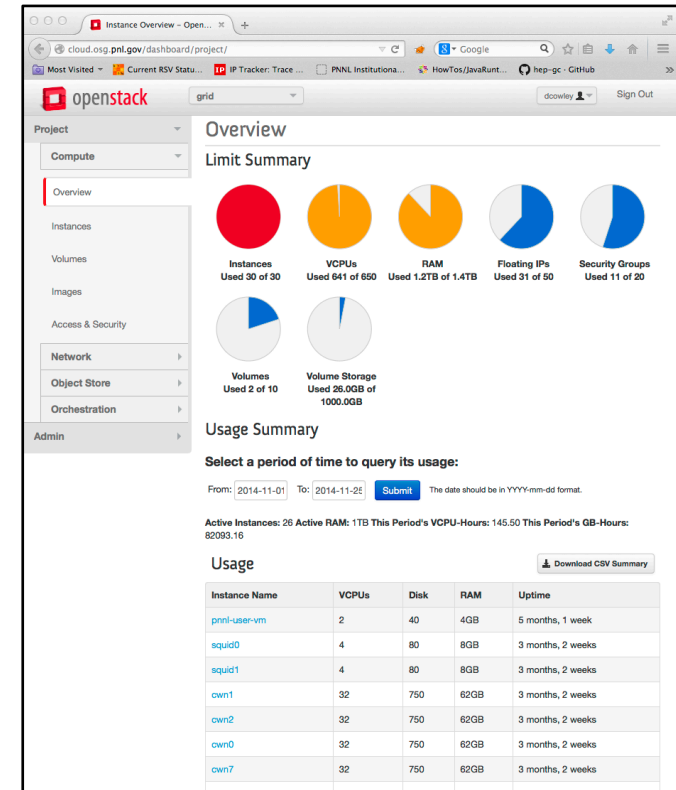 Instance Overview – Open...
cloud.osg.pnl.gov/dashboard/project/
Google
Most Visited
Current RSV Statu...
IP Tracker: Trace ...
PNNL Institutiona...
HowTos/JavaRunt...
hep-gc · GitHub
openstack
grid
dcowley
Sign Out
Project
Compute
Overview
Instances
Volumes
Images
Access & Security
Network
Object Store
Orchestration
Admin
Overview
Limit Summary
Instances
Used 30 of 30
VCPUs
Used 641 of 650
RAM
Used 1.2TB of 1.4TB
Floating IPs
Used 31 of 50
Security Groups
Used 11 of 20
Volumes
Used 2 of 10
Volume Storage
Used 26.0GB of
1000.0GB
Usage Summary
Select a period of time to query its usage:
From: 2014-11-01 To: 2014-11-25 Submit The date should be in YYYY-mm-dd format.
Active Instances: 26 Active RAM: 1TB This Period's VCPU-Hours: 145.50 This Period's GB-Hours:
82093.16
Usage
Download CSV Summary
Instance Name VCPUs Disk RAM Uptime
pnnl-user-vm 2 40 4GB 5 months, 1 week
squid0 4 80 8GB 3 months, 2 weeks
squid1 4 80 8GB 3 months, 2 weeks
cwn1 32 750 62GB 3 months, 2 weeks
cwn2 32 750 62GB 3 months, 2 weeks
cwn0 32 750 62GB 3 months, 2 weeks
cwn7 32 750 62GB 3 months, 2 weeks